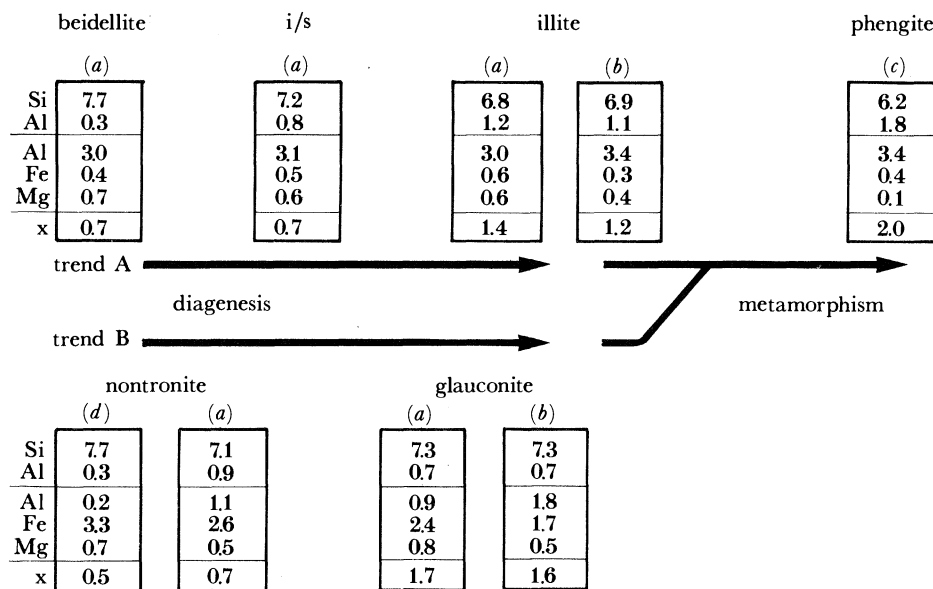 beidellite i/s illite phengite
(a) (a) (a) (b) (c)
Si 7.7 7.2 6.8 6.9 6.2
Al 0.3 0.8 1.2 1.1 1.8
Al 3.0 3.1 3.0 3.4 3.4
Fe 0.4 0.5 0.6 0.3 0.4
Mg 0.7 0.6 0.6 0.4 0.1
x 0.7 0.7 1.4 1.2 2.0
trend A
diagenesis metamorphism
trend B
nontronite glauconite
(d) (a) (a) (b)
Si 7.7 7.1 7.3 7.3
Al 0.3 0.9 0.7 0.7
Al 0.2 1.1 0.9 1.8
Fe 3.3 2.6 2.4 1.7
Mg 0.7 0.5 0.8 0.5
x 0.5 0.7 1.7 1.6